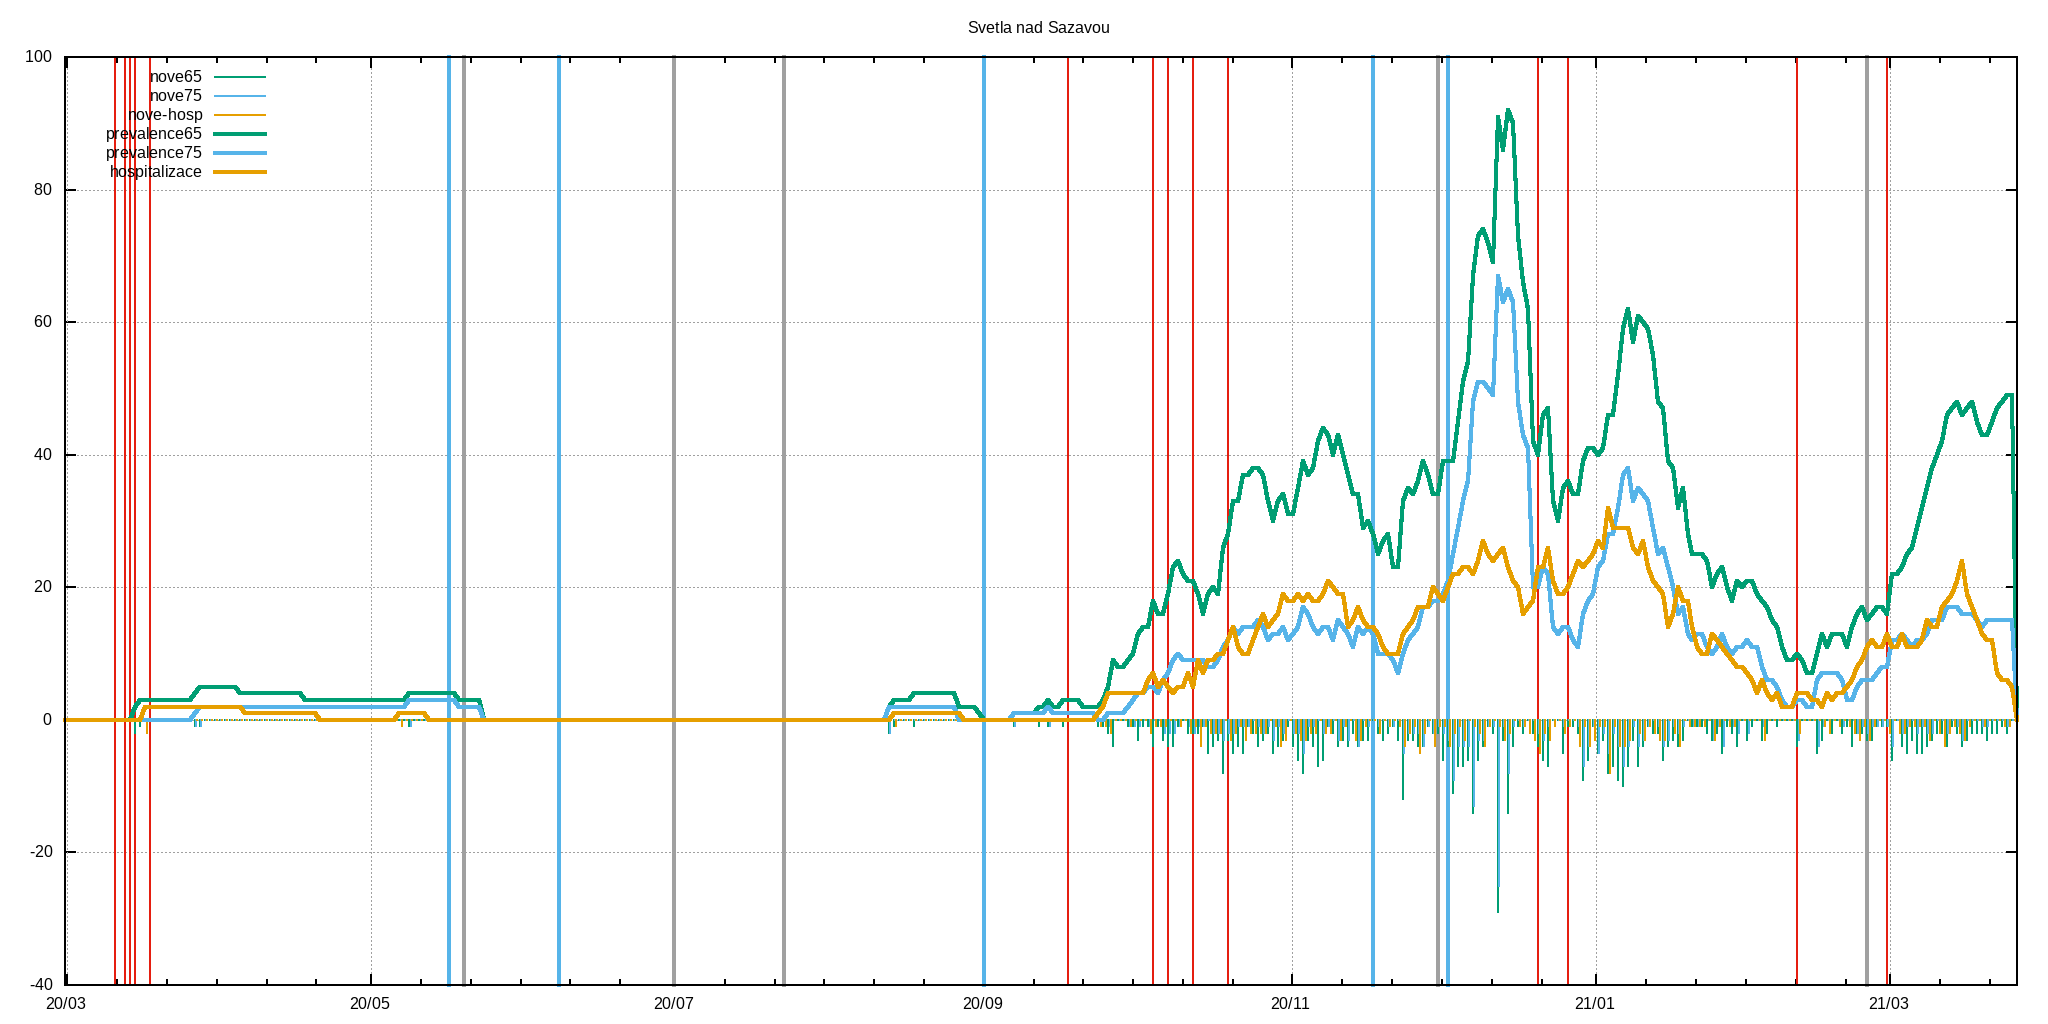 Svetla nad Sazavou
100
nove65
nove75
nove-hosp
prevalence65
prevalence75
hospitalizace
80
60
40
20
0
-20
-40
20/03 20/05 20/07 20/09 20/11 21/01 21/03